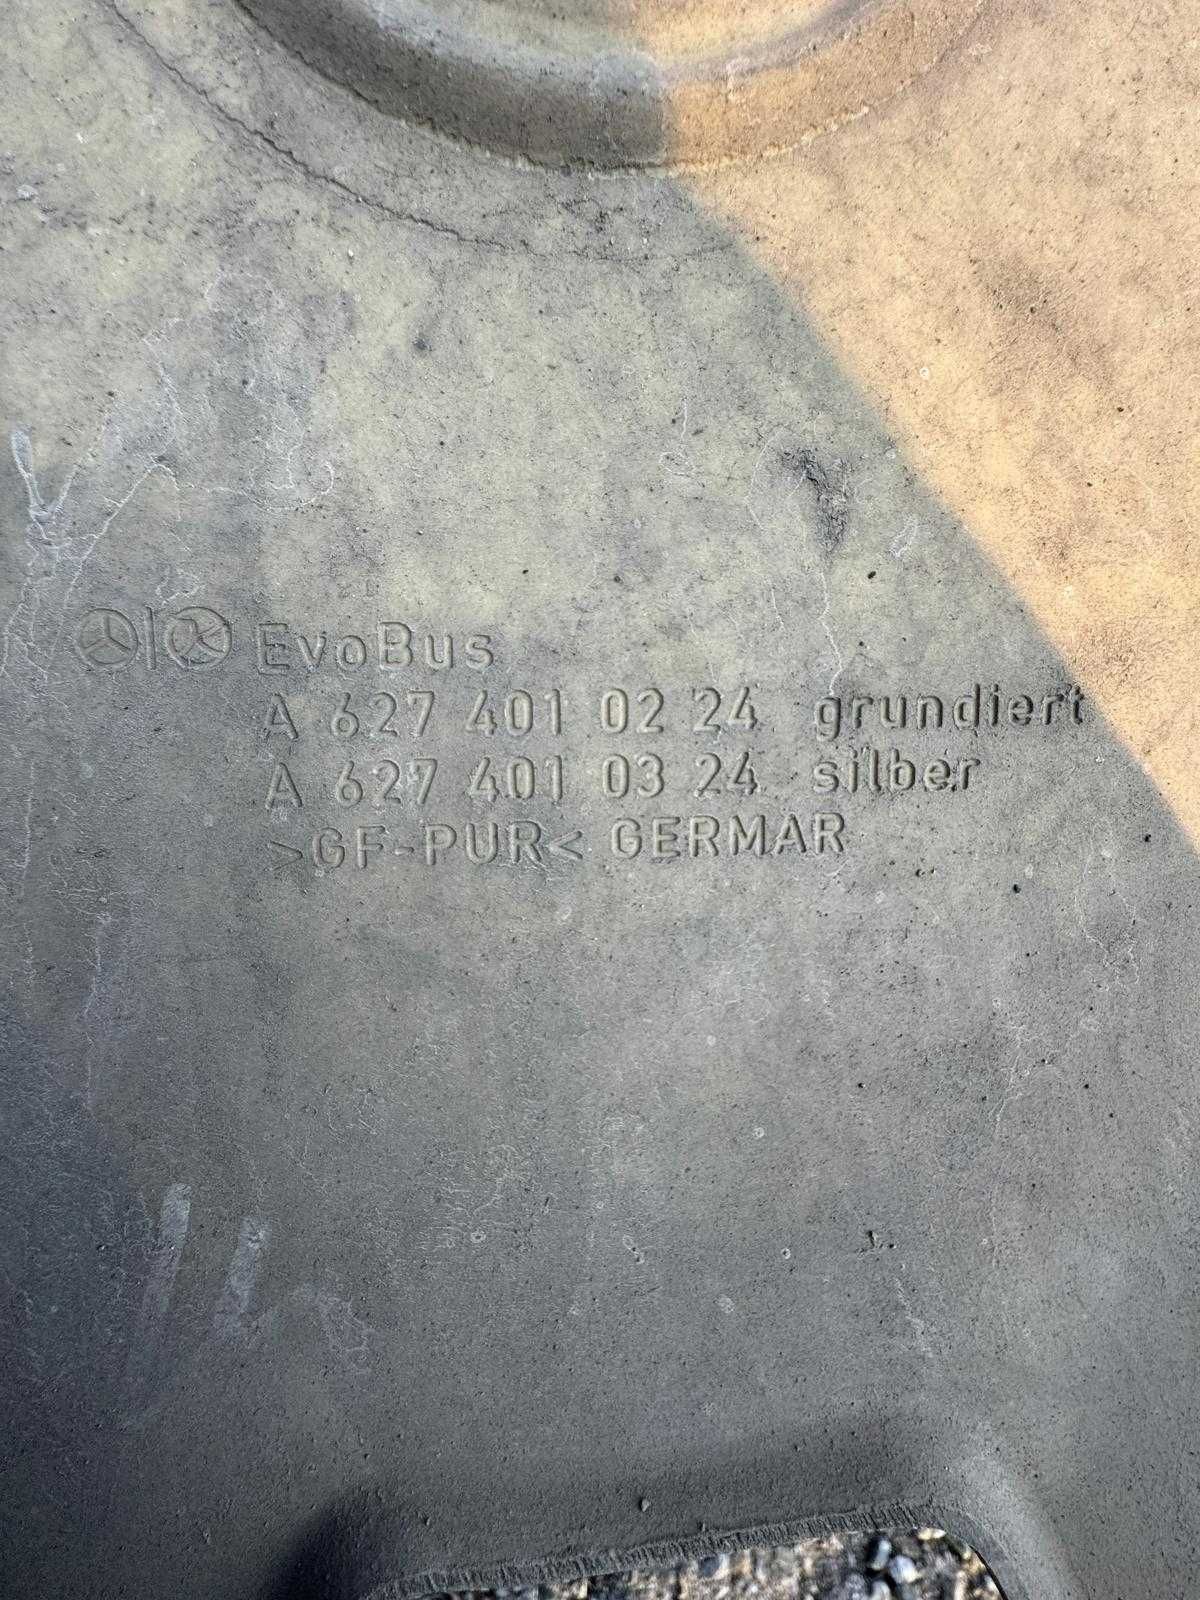 EvoBus
A 627 401 02 24 grundiert
A 627 401 03 24 silber
>GF-PUR< GERMAR